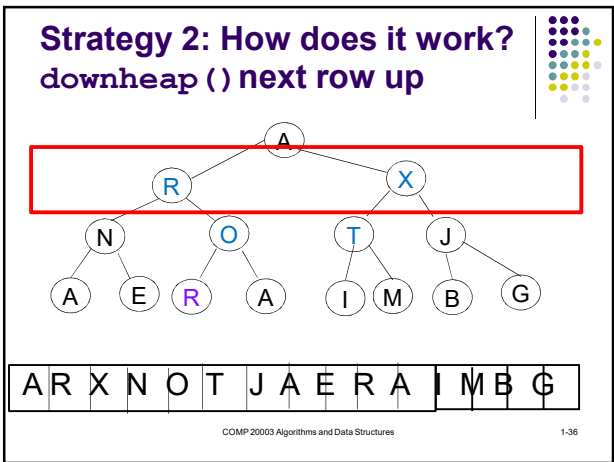 Strategy 2: How does it work?
downheap() next row up
A
R X
N O T J
A E R A I M B G
A R X N O T J A E R A I M B G
COMP 20003 Algorithms and Data Structures 1-36